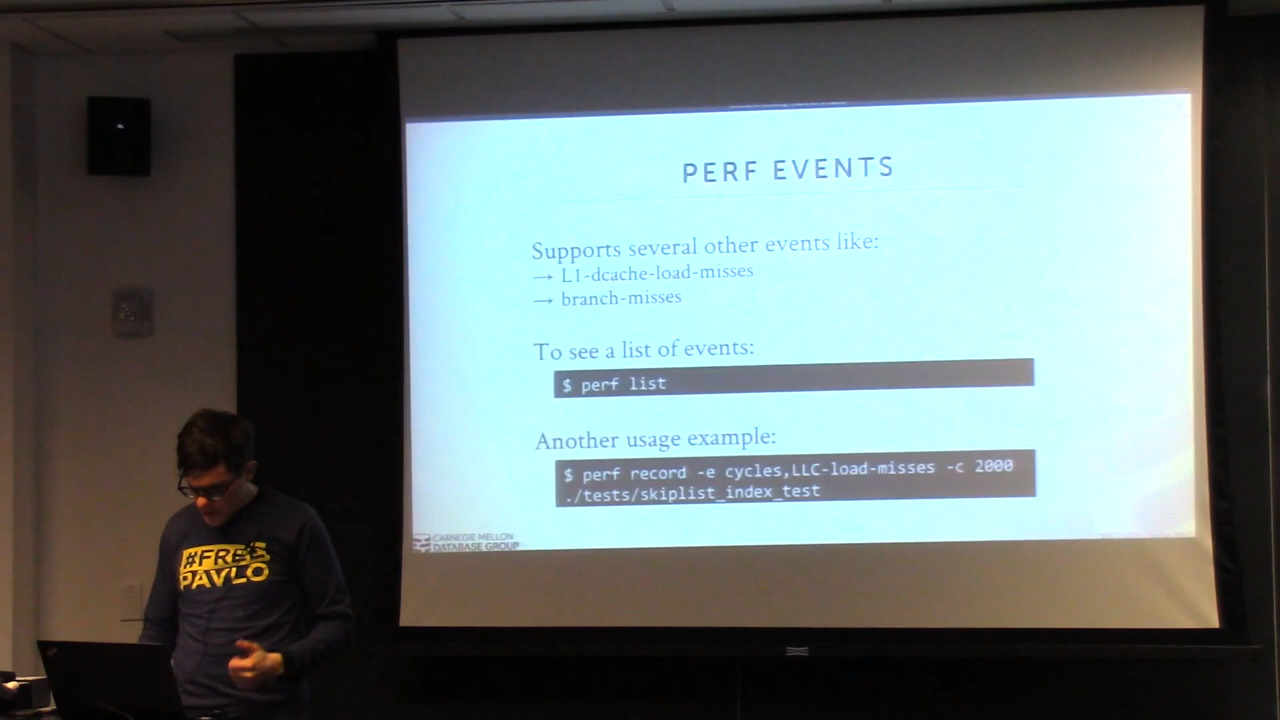 PERF EVENTS
Supports several other events like:
→ L1-dcache-load-misses
→ branch-misses
To see a list of events:
$ perf list
Another usage example:
$ perf record -e cycles,LLC-load-misses -c 2000
./tests/skiplist_index_test
CARNEGIE MELLON
DATABASE GROUP
#FREE
PAVLO